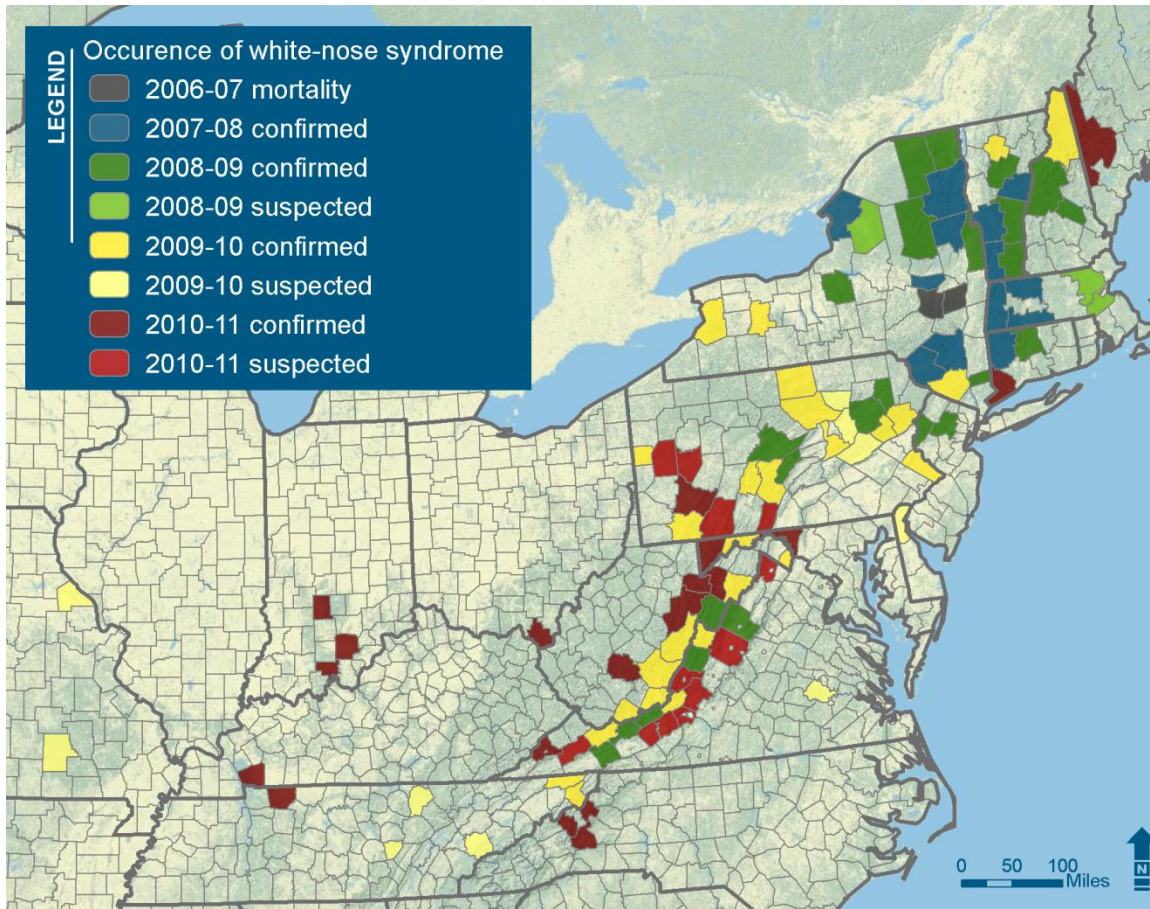 LEGEND
Occurence of white-nose syndrome
2006-07 mortality
2007-08 confirmed
2008-09 confirmed
2008-09 suspected
2009-10 confirmed
2009-10 suspected
2010-11 confirmed
2010-11 suspected
0 50 100
Miles
N